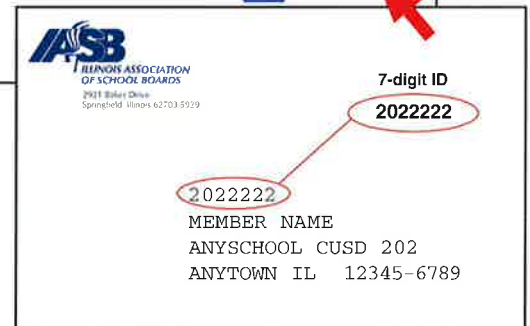 IASB
ILLINOIS ASSOCIATION
OF SCHOOL BOARDS
2921 Baker Drive
Springfield Illinois 62703-5929
7-digit ID
2022222
2022222
MEMBER NAME
ANYSCHOOL CUSD 202
ANYTOWN IL 12345-6789